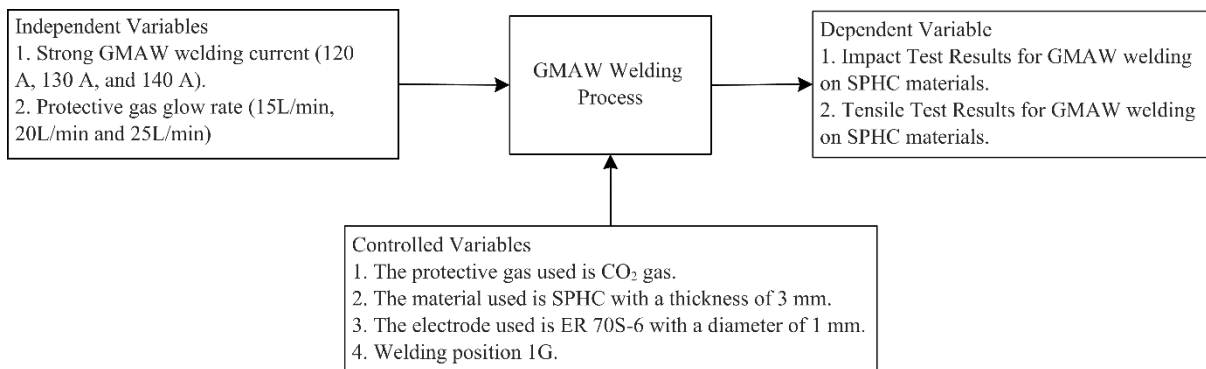 Independent Variables
1. Strong GMAW welding current (120
A, 130 A, and 140 A).
2. Protective gas glow rate (15L/min,
20L/min and 25L/min)
GMAW Welding
Process
Dependent Variable
1. Impact Test Results for GMAW welding
on SPHC materials.
2. Tensile Test Results for GMAW welding
on SPHC materials.
Controlled Variables
1. The protective gas used is CO₂ gas.
2. The material used is SPHC with a thickness of 3 mm.
3. The electrode used is ER 70S-6 with a diameter of 1 mm.
4. Welding position 1G.